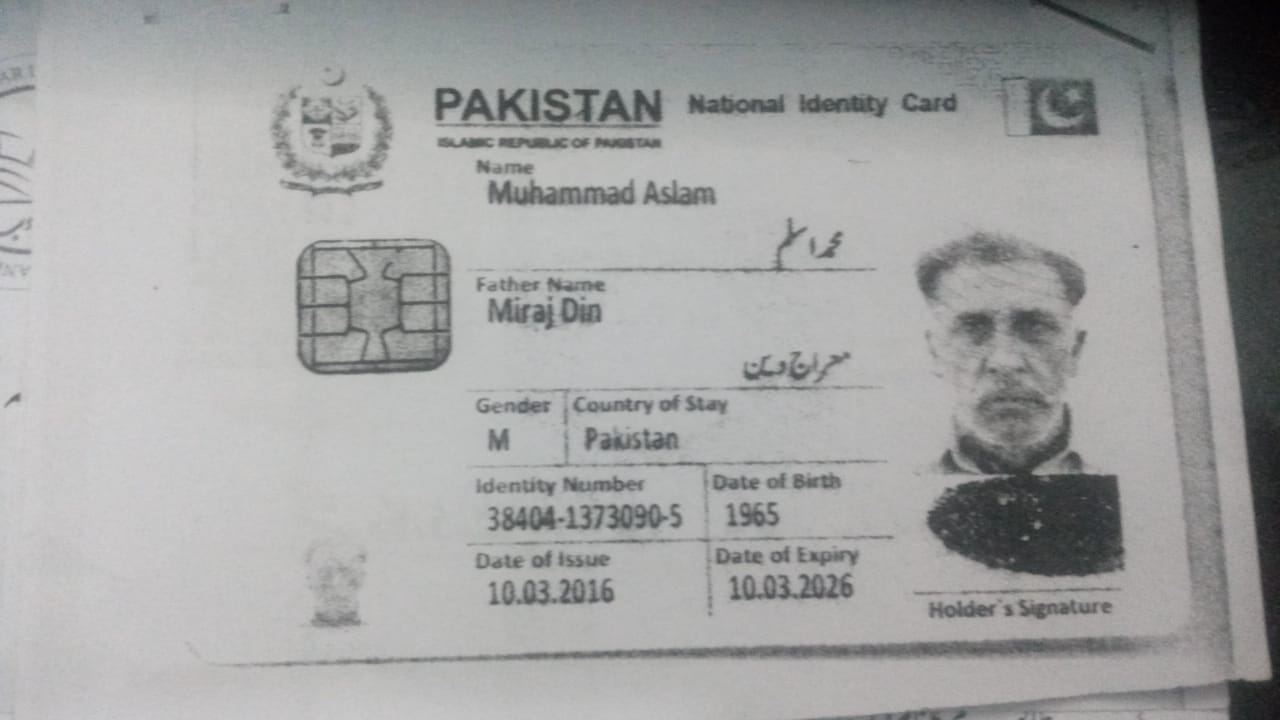 PAKISTAN National Identity Card
ISLAMIC REPUBLIC OF PAKISTAN
Name
Muhammad Aslam
محمد اسلم
Father Name
Miraj Din
معراج دین
Gender Country of Stay
M Pakistan
Identity Number Date of Birth
38404-1373090-5 1965
Date of Issue Date of Expiry
10.03.2016 10.03.2026
Holder`s Signature